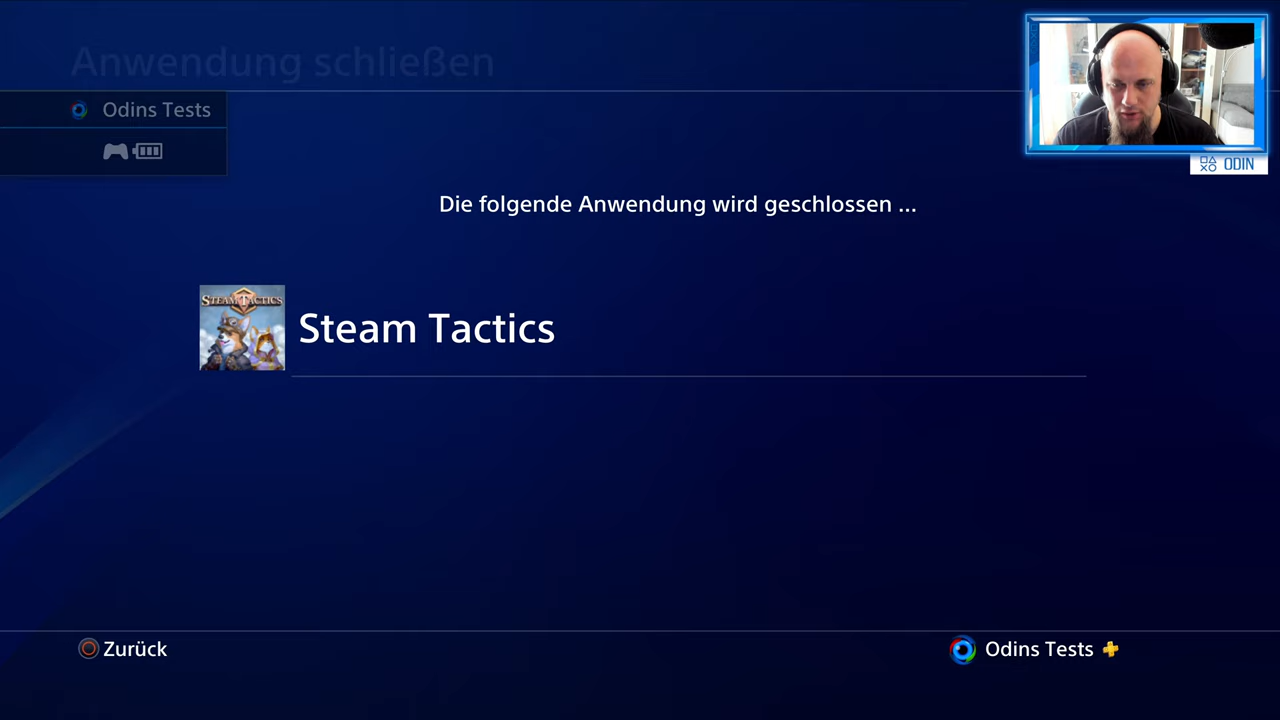 Anwendung schließen
Odins Tests
ODIN
Die folgende Anwendung wird geschlossen ...
STEAM TACTICS
Steam Tactics
Zurück
Odins Tests